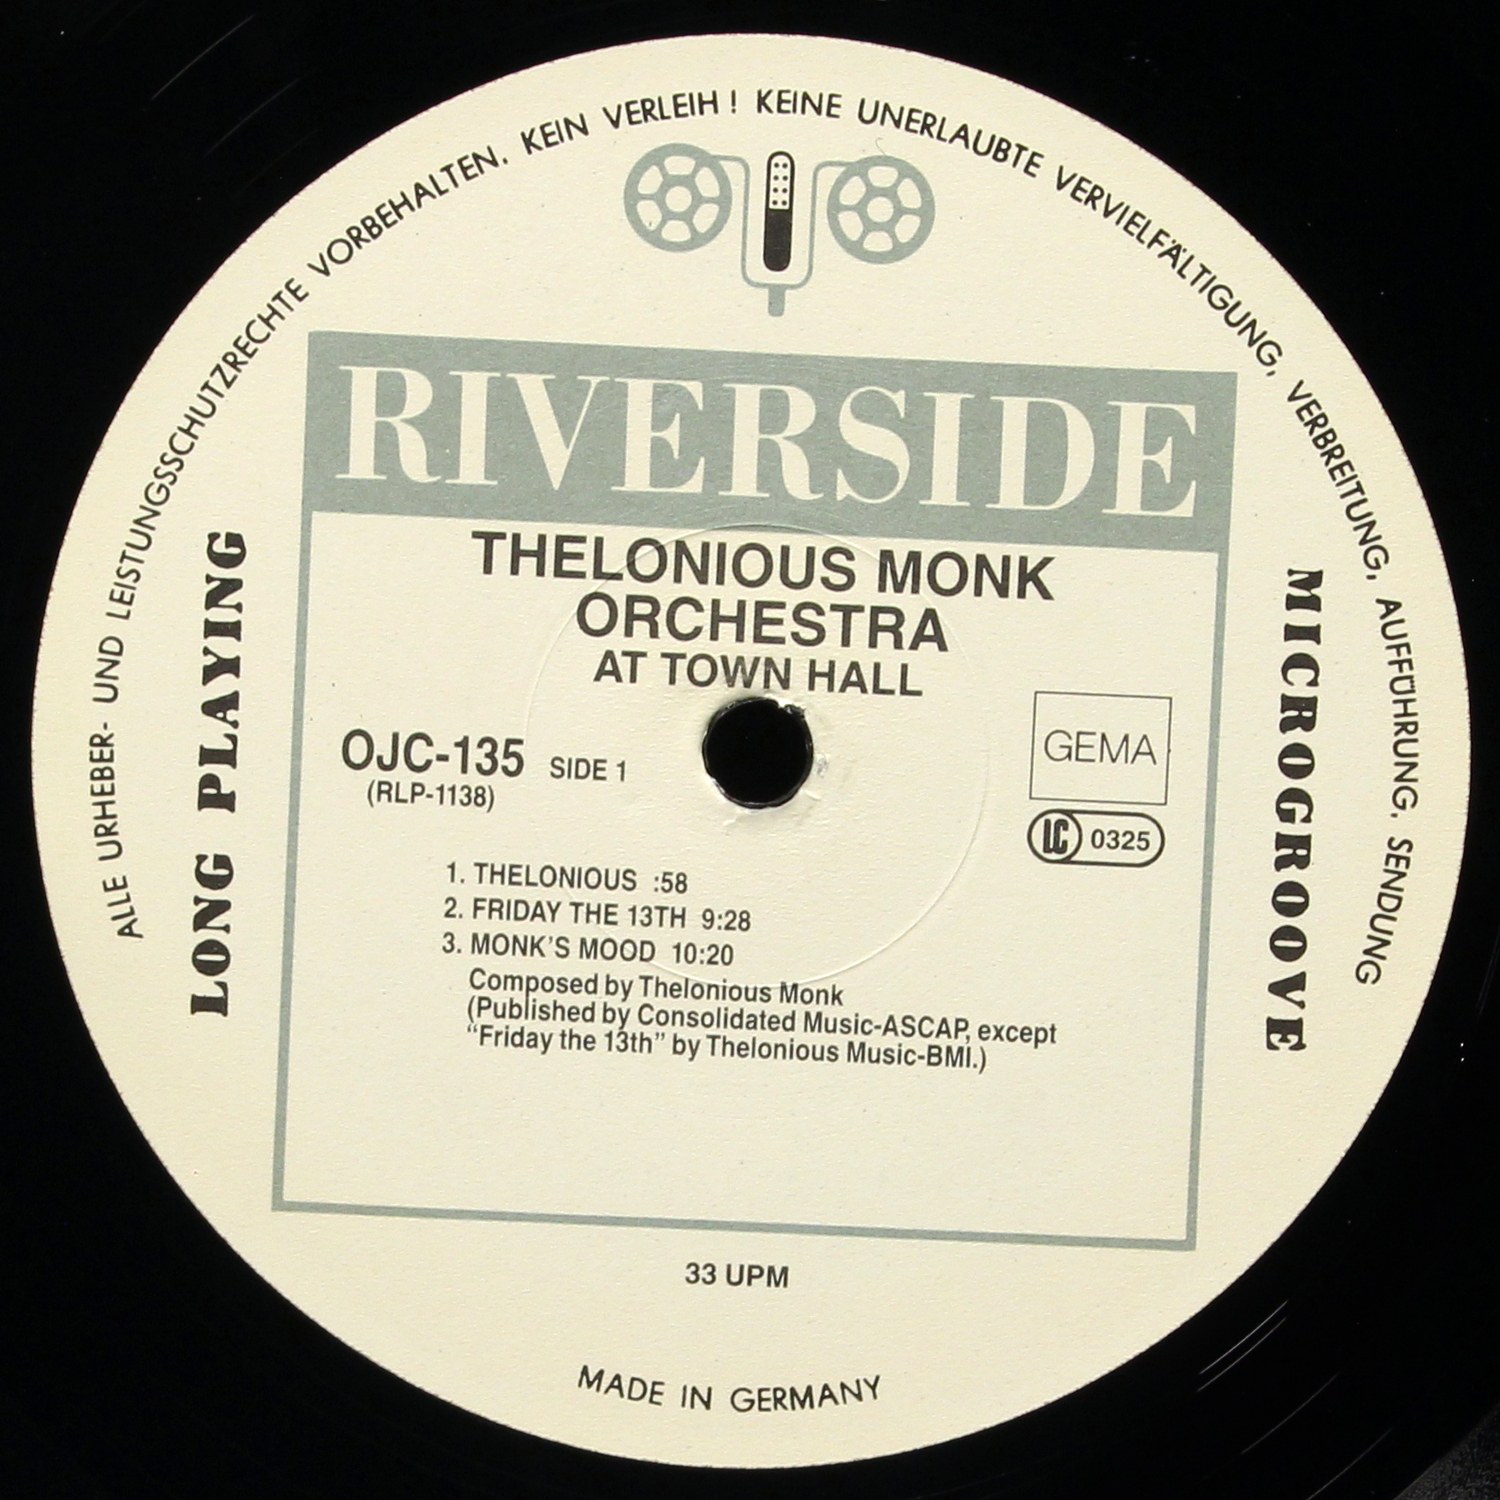 ALLE URHEBER- UND LEISTUNGSSCHUTZRECHTE VORBEHALTEN. KEIN VERLEIH! KEINE UNERLAUBTE VERVIELFÄLTIGUNG, VERBREITUNG, AUFFÜHRUNG, SENDUNG
RIVERSIDE
LONG PLAYING
MICROGROOVE
THELONIOUS MONK
ORCHESTRA
AT TOWN HALL
OJC-135 SIDE 1
(RLP-1138)
GEMA
LC 0325
1. THELONIOUS :58
2. FRIDAY THE 13TH 9:28
3. MONK'S MOOD 10:20
Composed by Thelonious Monk
(Published by Consolidated Music-ASCAP, except
“Friday the 13th” by Thelonious Music-BMI.)
33 UPM
MADE IN GERMANY